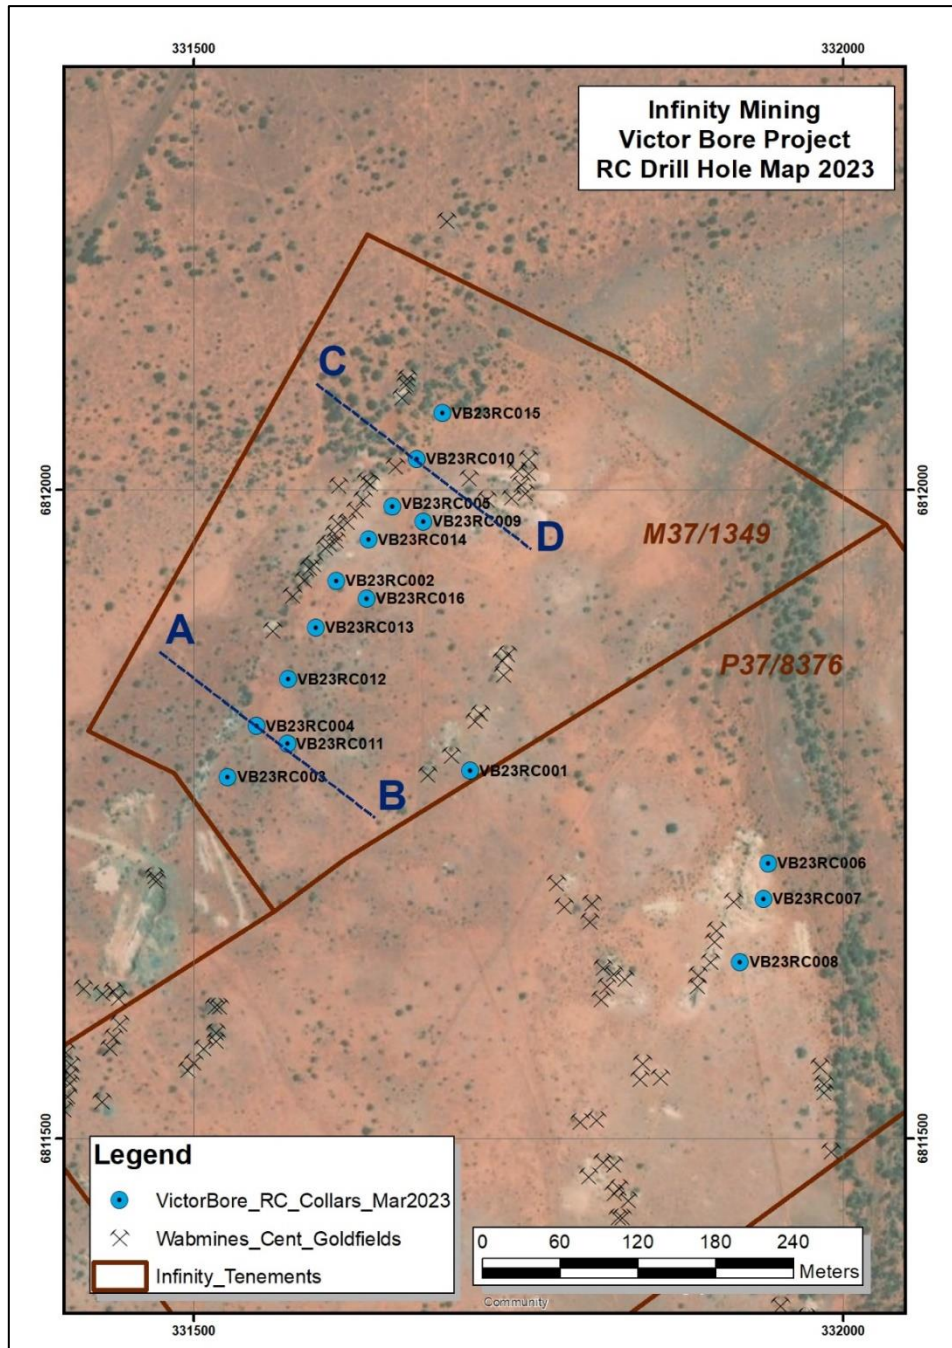 331500
332000
Infinity Mining
Victor Bore Project
RC Drill Hole Map 2023
C
VB23RC015
VB23RC010
6812000
6812000
VB23RC005
VB23RC009
D
M37/1349
VB23RC014
VB23RC002
VB23RC016
VB23RC013
A
P37/8376
VB23RC012
VB23RC004
VB23RC011
VB23RC003
VB23RC001
B
VB23RC006
VB23RC007
VB23RC008
6811500
6811500
Legend
VictorBore_RC_Collars_Mar2023
Wabmines_Cent_Goldfields
Infinity_Tenements
0 60 120 180 240
Meters
Community
331500
332000